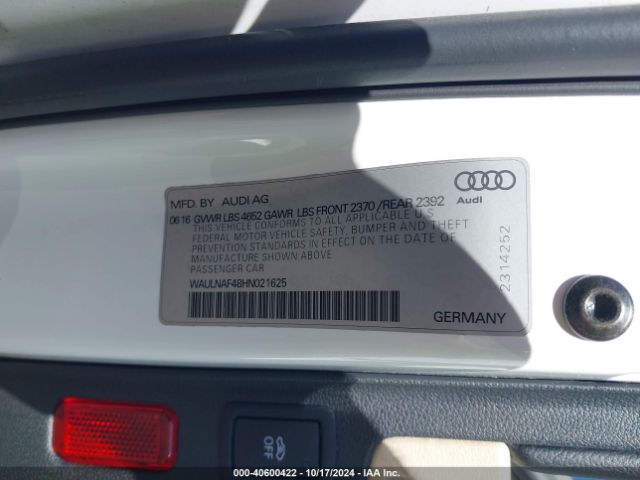 MFD. BY AUDI AG
Audi
06 16 GVWR LBS 4652 GAWR LBS FRONT 2370 /REAR 2392
THIS VEHICLE CONFORMS TO ALL APPLICABLE U.S
FEDERAL MOTOR VEHICLE SAFETY, BUMPER AND THEFT
PREVENTION STANDARDS IN EFFECT ON THE DATE OF
MANUFACTURE SHOWN ABOVE
PASSENGER CAR
WAULNAF48HN021625
2314252
GERMANY
OFF
000-40600422 - 10/17/2024 - IAA Inc.